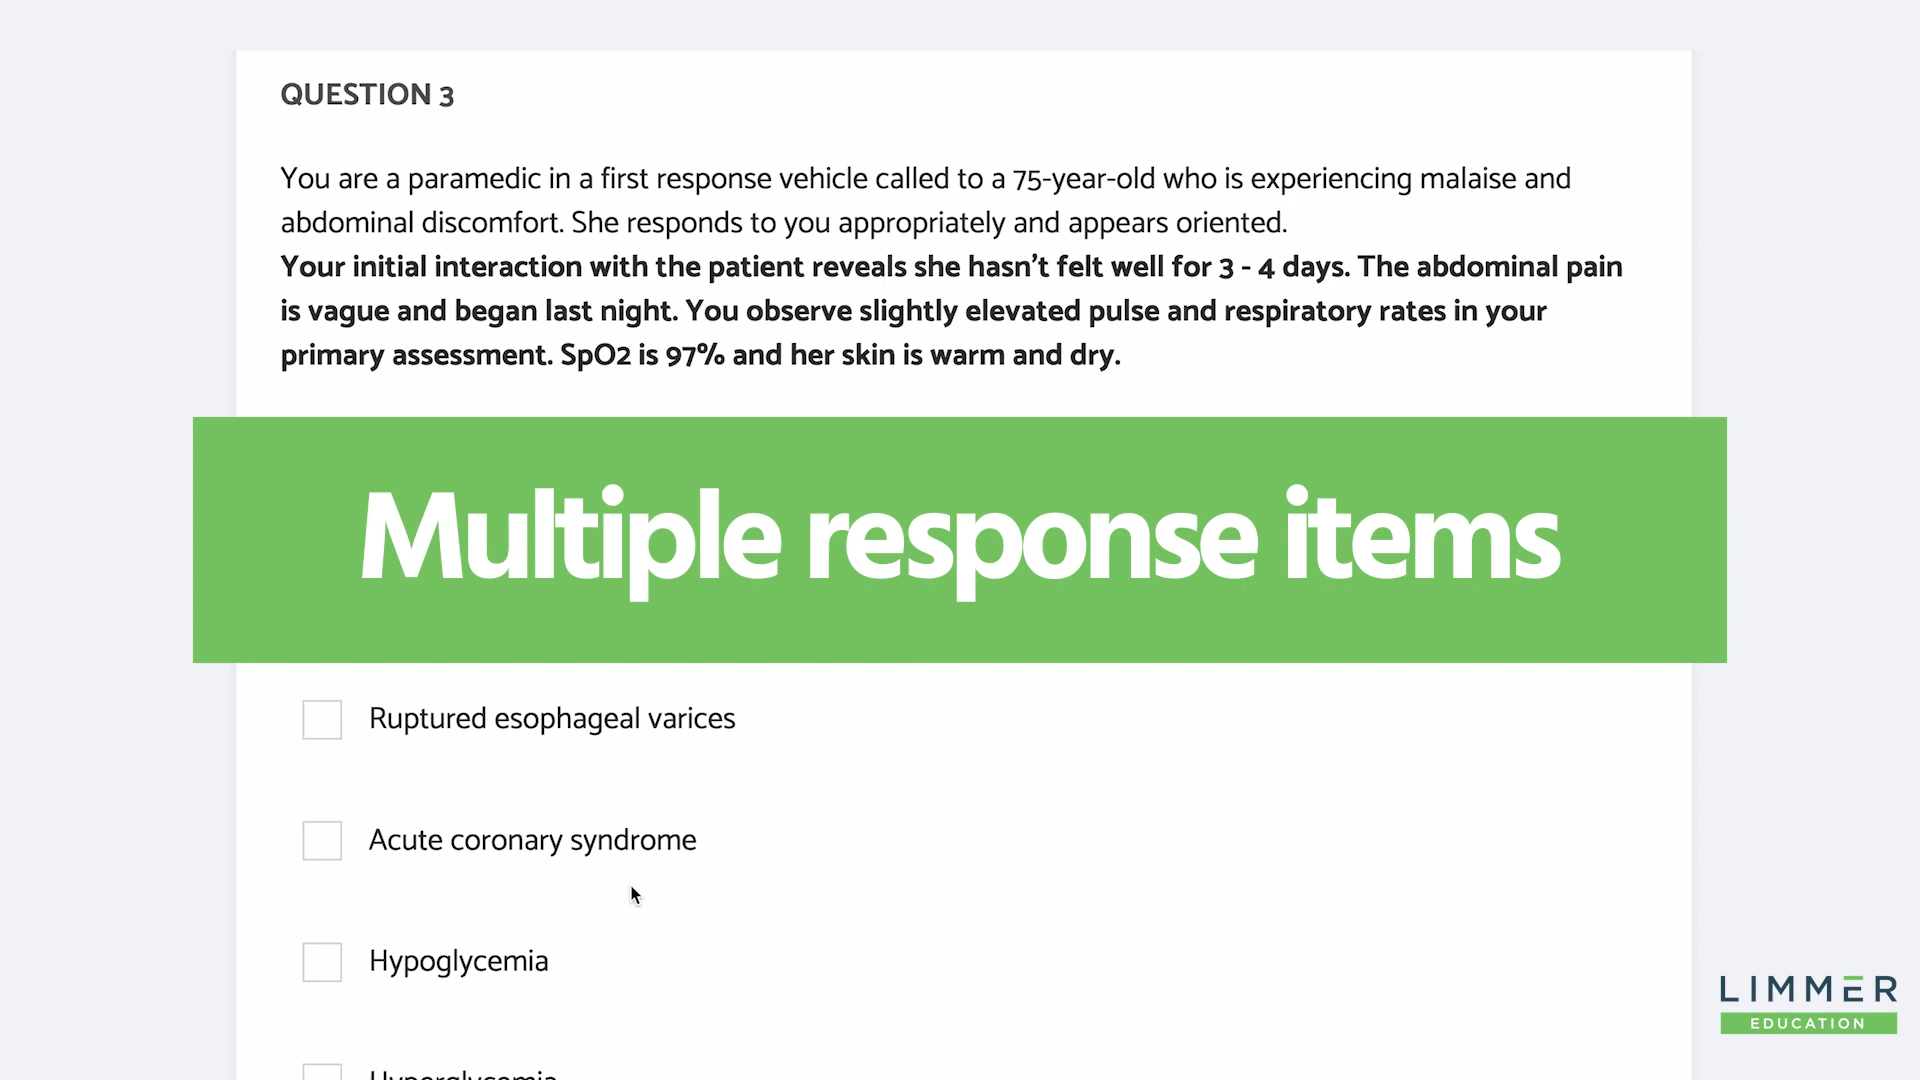 QUESTION 3
You are a paramedic in a first response vehicle called to a 75-year-old who is experiencing malaise and
abdominal discomfort. She responds to you appropriately and appears oriented.
Your initial interaction with the patient reveals she hasn't felt well for 3 - 4 days. The abdominal pain
is vague and began last night. You observe slightly elevated pulse and respiratory rates in your
primary assessment. SpO2 is 97% and her skin is warm and dry.
Multiple response items
Ruptured esophageal varices
Acute coronary syndrome
Hypoglycemia
Hyperglycemia
LIMMER
EDUCATION